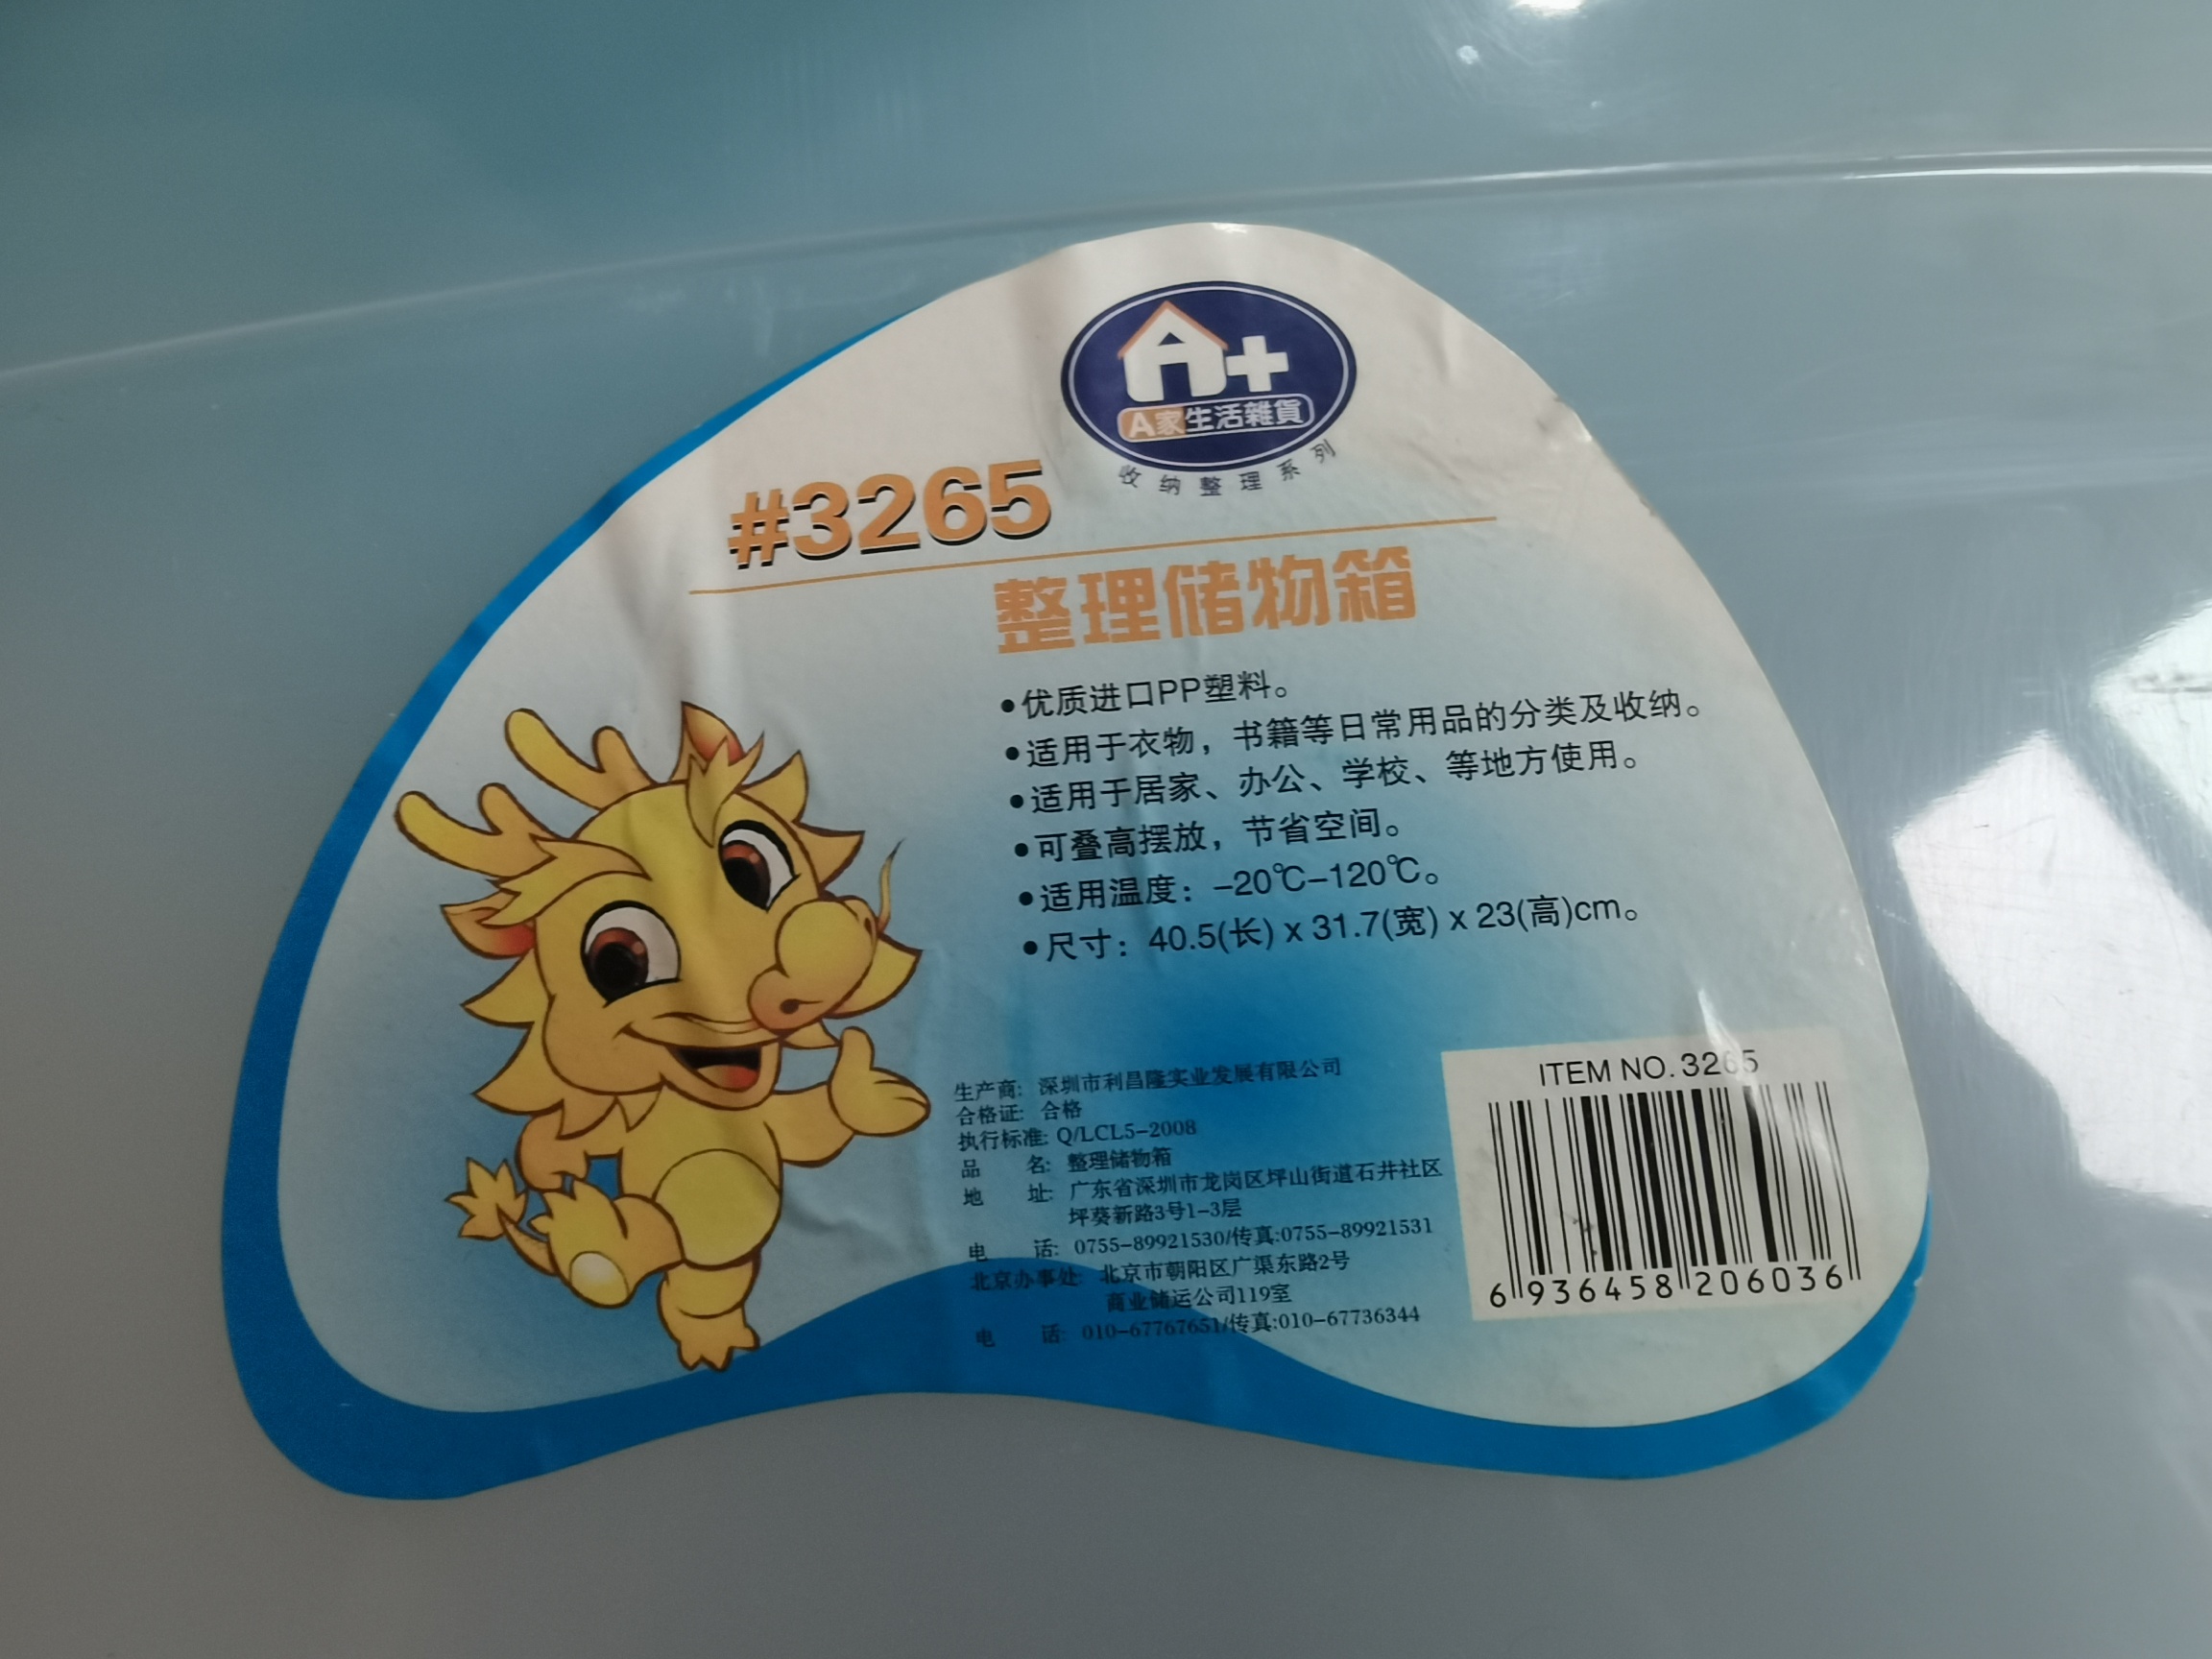 A+
A家生活雜貨
收纳整理系列
#3265
整理储物箱
•优质进口PP塑料。
•适用于衣物，书籍等日常用品的分类及收纳。
•适用于居家、办公、学校、等地方使用。
•可叠高摆放，节省空间。
•适用温度：-20℃-120℃。
•尺寸：40.5(长) x 31.7(宽) x 23(高)cm。
生产商: 深圳市利昌隆实业发展有限公司
合格证: 合格
执行标准: Q/LCL5-2008
品 名: 整理储物箱
地 址: 广东省深圳市龙岗区坪山街道石井社区
坪葵新路3号1-3层
电 话: 0755-89921530/传真:0755-89921531
北京办事处: 北京市朝阳区广渠东路2号
商业储运公司119室
电 话: 010-67767651/传真:010-67736344
ITEM NO. 3265
6 936458 206036